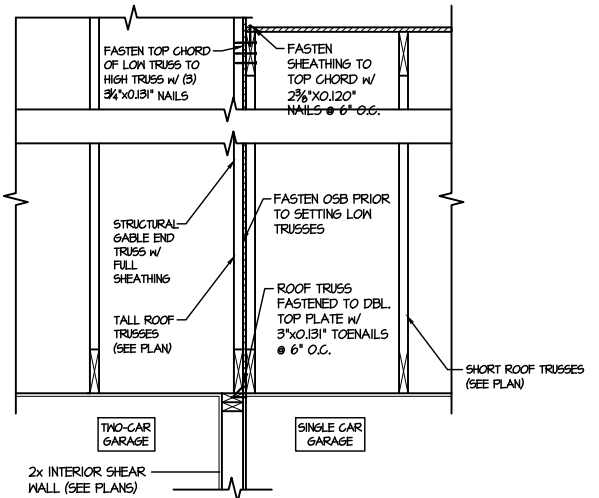 FASTEN TOP CHORD
OF LOW TRUSS TO
HIGH TRUSS W/ (3)
3¼"X0.131" NAILS
FASTEN
SHEATHING TO
TOP CHORD W/
2⅜"X0.120"
NAILS @ 6" O.C.
STRUCTURAL
GABLE END
TRUSS W/
FULL
SHEATHING
FASTEN OSB PRIOR
TO SETTING LOW
TRUSSES
TALL ROOF
TRUSSES
(SEE PLAN)
ROOF TRUSS
FASTENED TO DBL.
TOP PLATE W/
3"X0.131" TOENAILS
@ 6" O.C.
SHORT ROOF TRUSSES
(SEE PLAN)
TWO-CAR
GARAGE
SINGLE CAR
GARAGE
2x INTERIOR SHEAR
WALL (SEE PLANS)